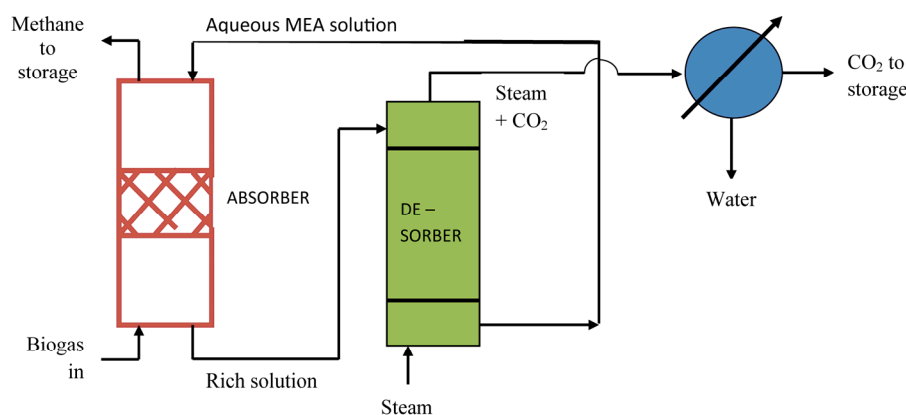 Methane
to
storage
Aqueous MEA solution
Steam
+ CO₂
CO₂ to
storage
Water
ABSORBER
DE –
SORBER
Biogas
in
Rich solution
Steam